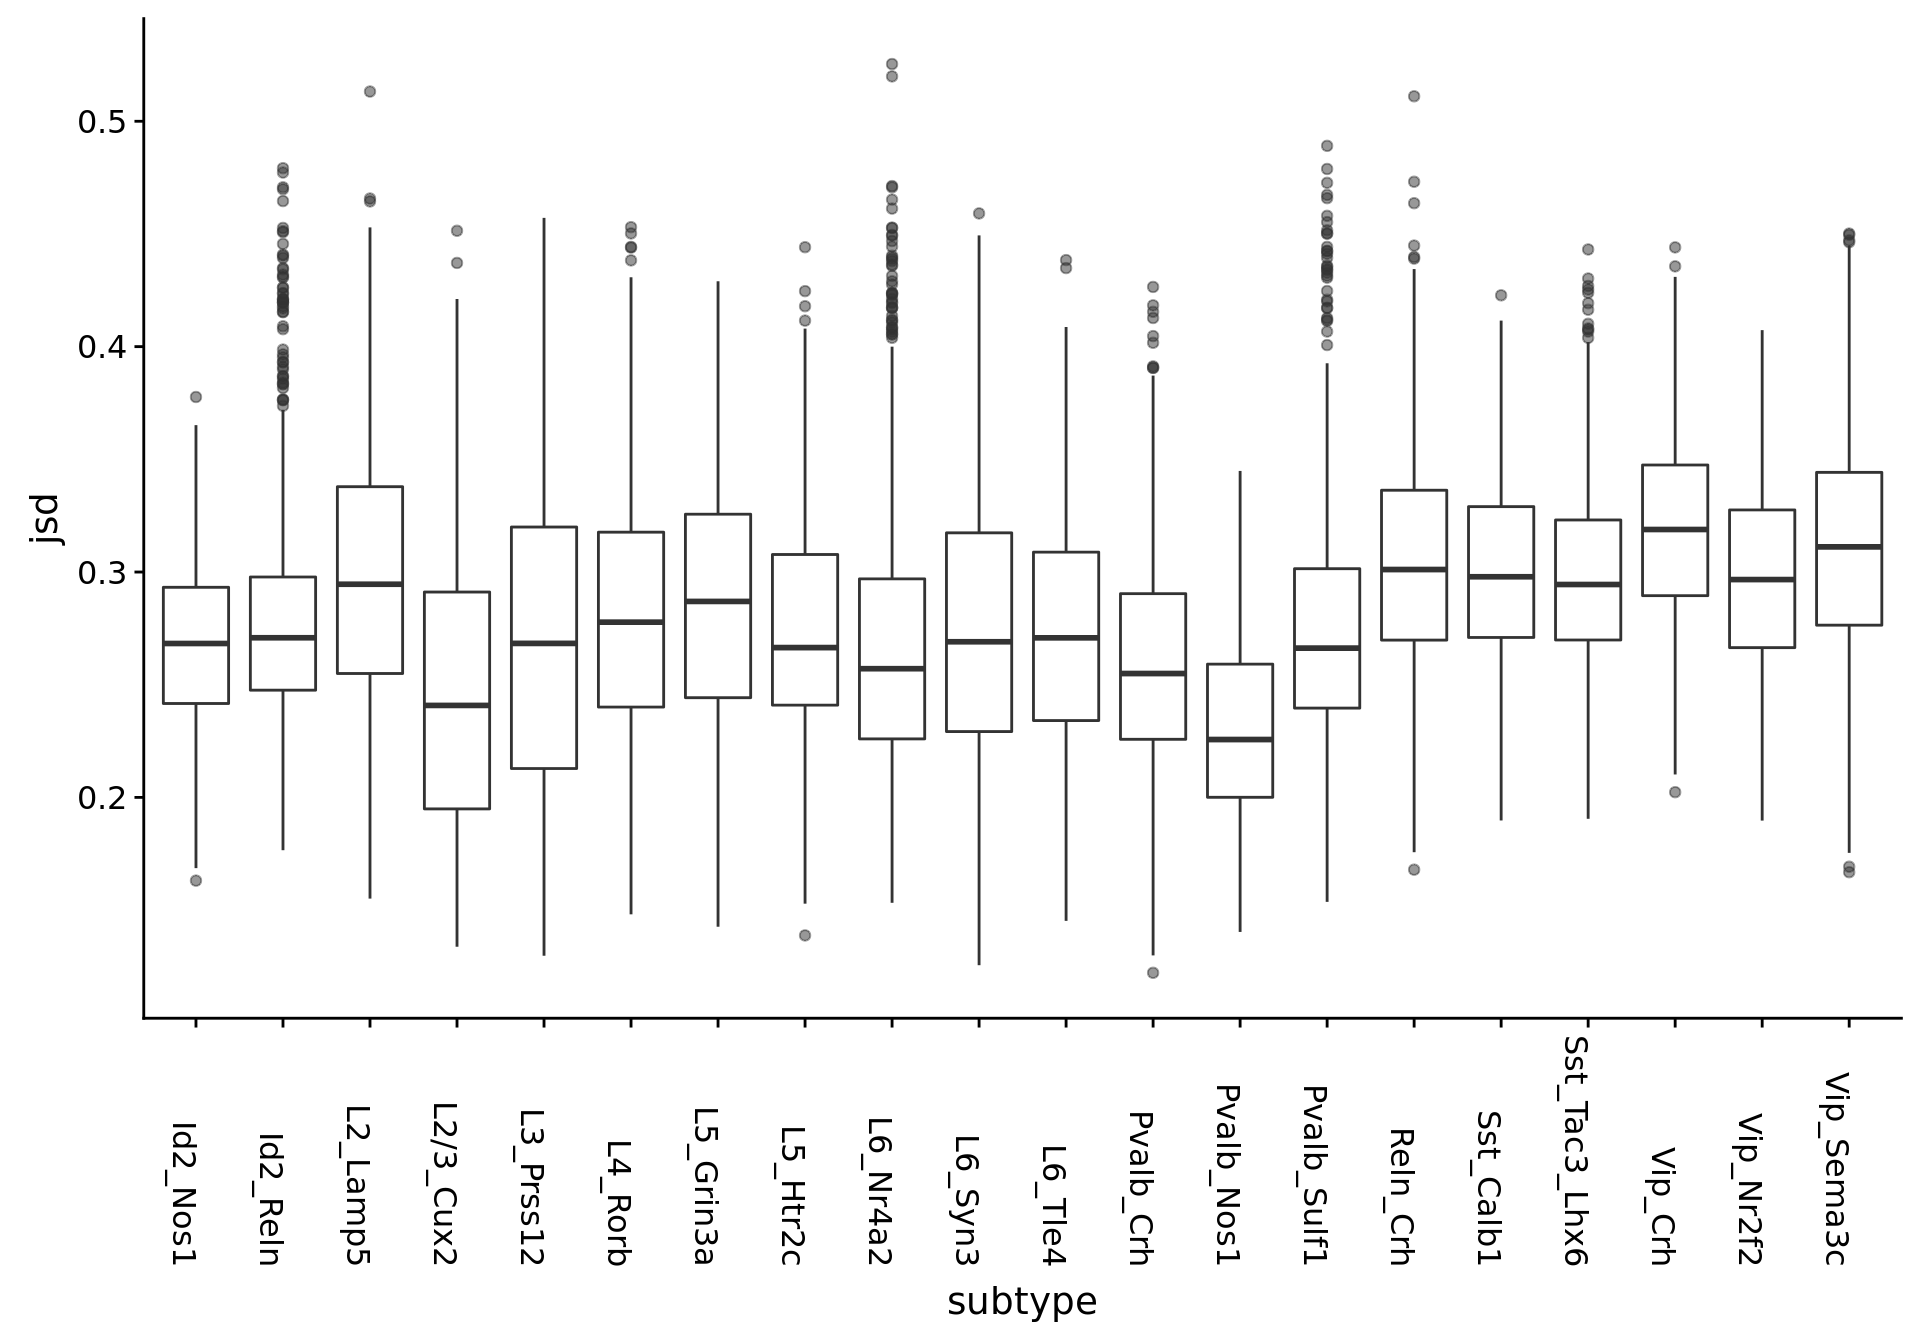 jsd
0.5
0.4
0.3
0.2
Id2_Nos1
Id2_Reln
L2_Lamp5
L2/3_Cux2
L3_Prss12
L4_Rorb
L5_Grin3a
L5_Htr2c
L6_Nr4a2
L6_Syn3
L6_Tle4
Pvalb_Crh
Pvalb_Nos1
Pvalb_Sulf1
Reln_Crh
Sst_Calb1
Sst_Tac3_Lhx6
Vip_Crh
Vip_Nr2f2
Vip_Sema3c
subtype